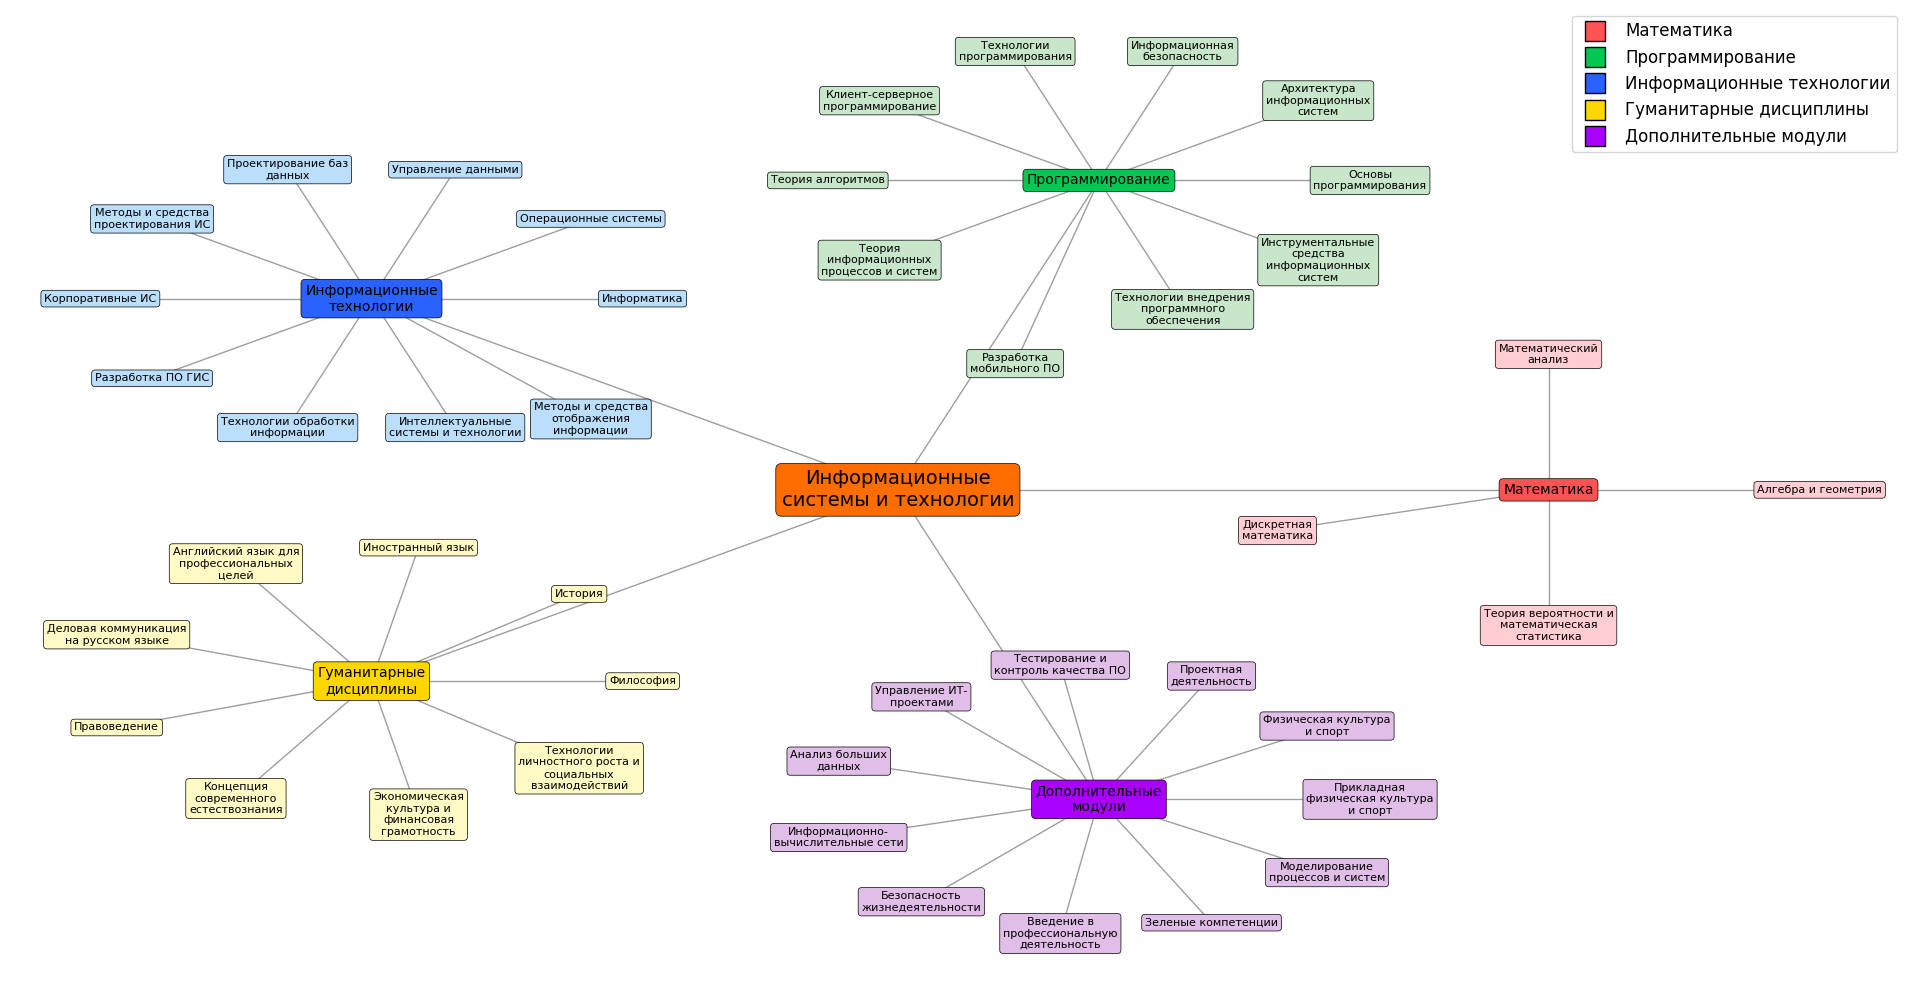 Математика
Программирование
Информационные технологии
Гуманитарные дисциплины
Дополнительные модули
Технологии
программирования
Информационная
безопасность
Клиент-серверное
программирование
Архитектура
информационных
систем
Теория алгоритмов
Программирование
Основы
программирования
Теория
информационных
процессов и систем
Инструментальные
средства
информационных
систем
Технологии внедрения
программного
обеспечения
Разработка
мобильного ПО
Проектирование баз
данных
Управление данными
Методы и средства
проектирования ИС
Операционные системы
Корпоративные ИС
Информационные
технологии
Информатика
Разработка ПО ГИС
Технологии обработки
информации
Интеллектуальные
системы и технологии
Методы и средства
отображения
информации
Информационные
системы и технологии
Математический
анализ
Математика
Алгебра и геометрия
Дискретная
математика
Теория вероятности и
математическая
статистика
Английский язык для
профессиональных
целей
Иностранный язык
История
Деловая коммуникация
на русском языке
Гуманитарные
дисциплины
Философия
Правоведение
Концепция
современного
естествознания
Экономическая
культура и
финансовая
грамотность
Технологии
личностного роста и
социальных
взаимодействий
Тестирование и
контроль качества ПО
Проектная
деятельность
Управление ИТ-
проектами
Физическая культура
и спорт
Анализ больших
данных
Дополнительные
модули
Прикладная
физическая культура
и спорт
Информационно-
вычислительные сети
Моделирование
процессов и систем
Безопасность
жизнедеятельности
Введение в
профессиональную
деятельность
Зеленые компетенции